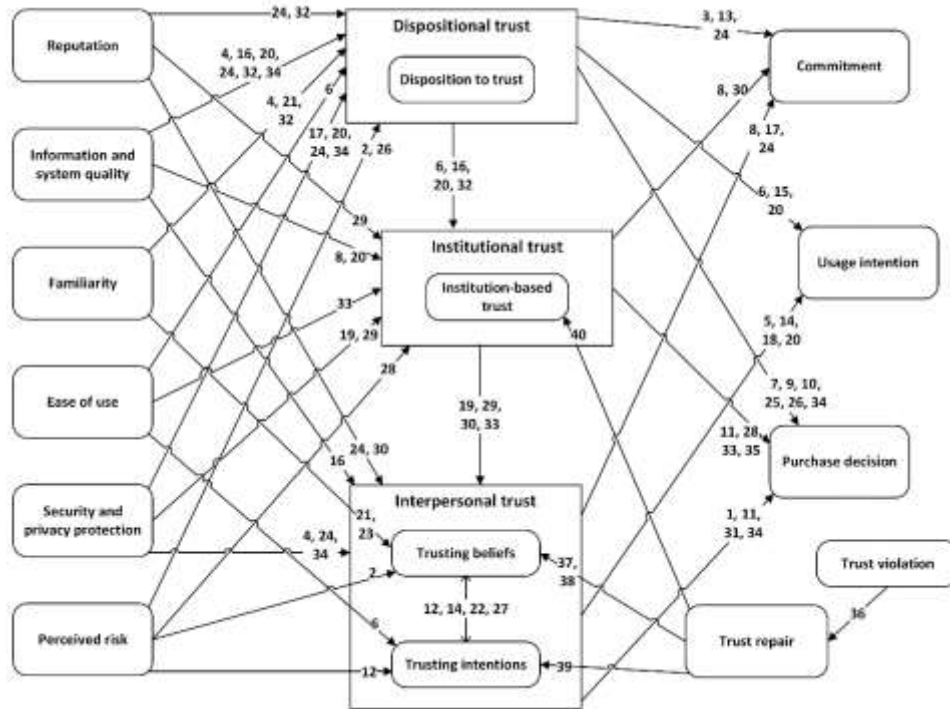 24, 32
Dispositional trust
3, 13,
24
Reputation
4, 16, 20,
24, 32, 34
Disposition to trust
Commitment
6
4, 21,
32
8, 30
17, 20,
24, 34
2, 26
8, 17,
24
Information and
system quality
6, 16,
20, 32
6, 15,
20
29
Institutional trust
8, 20
Usage intention
Familiarity
Institution-based
trust
33
19, 29
40
5, 14,
18, 20
28
7, 9, 10,
25, 26, 34
Ease of use
19, 29,
30, 33
11, 28,
33, 35
24, 30
16
Purchase decision
Interpersonal trust
Security and
privacy protection
21,
23
1, 11,
31, 34
4, 24,
34
Trusting beliefs
37,
38
Trust violation
2
12, 14, 22, 27
36
Perceived risk
6
Trust repair
Trusting intentions
12
39